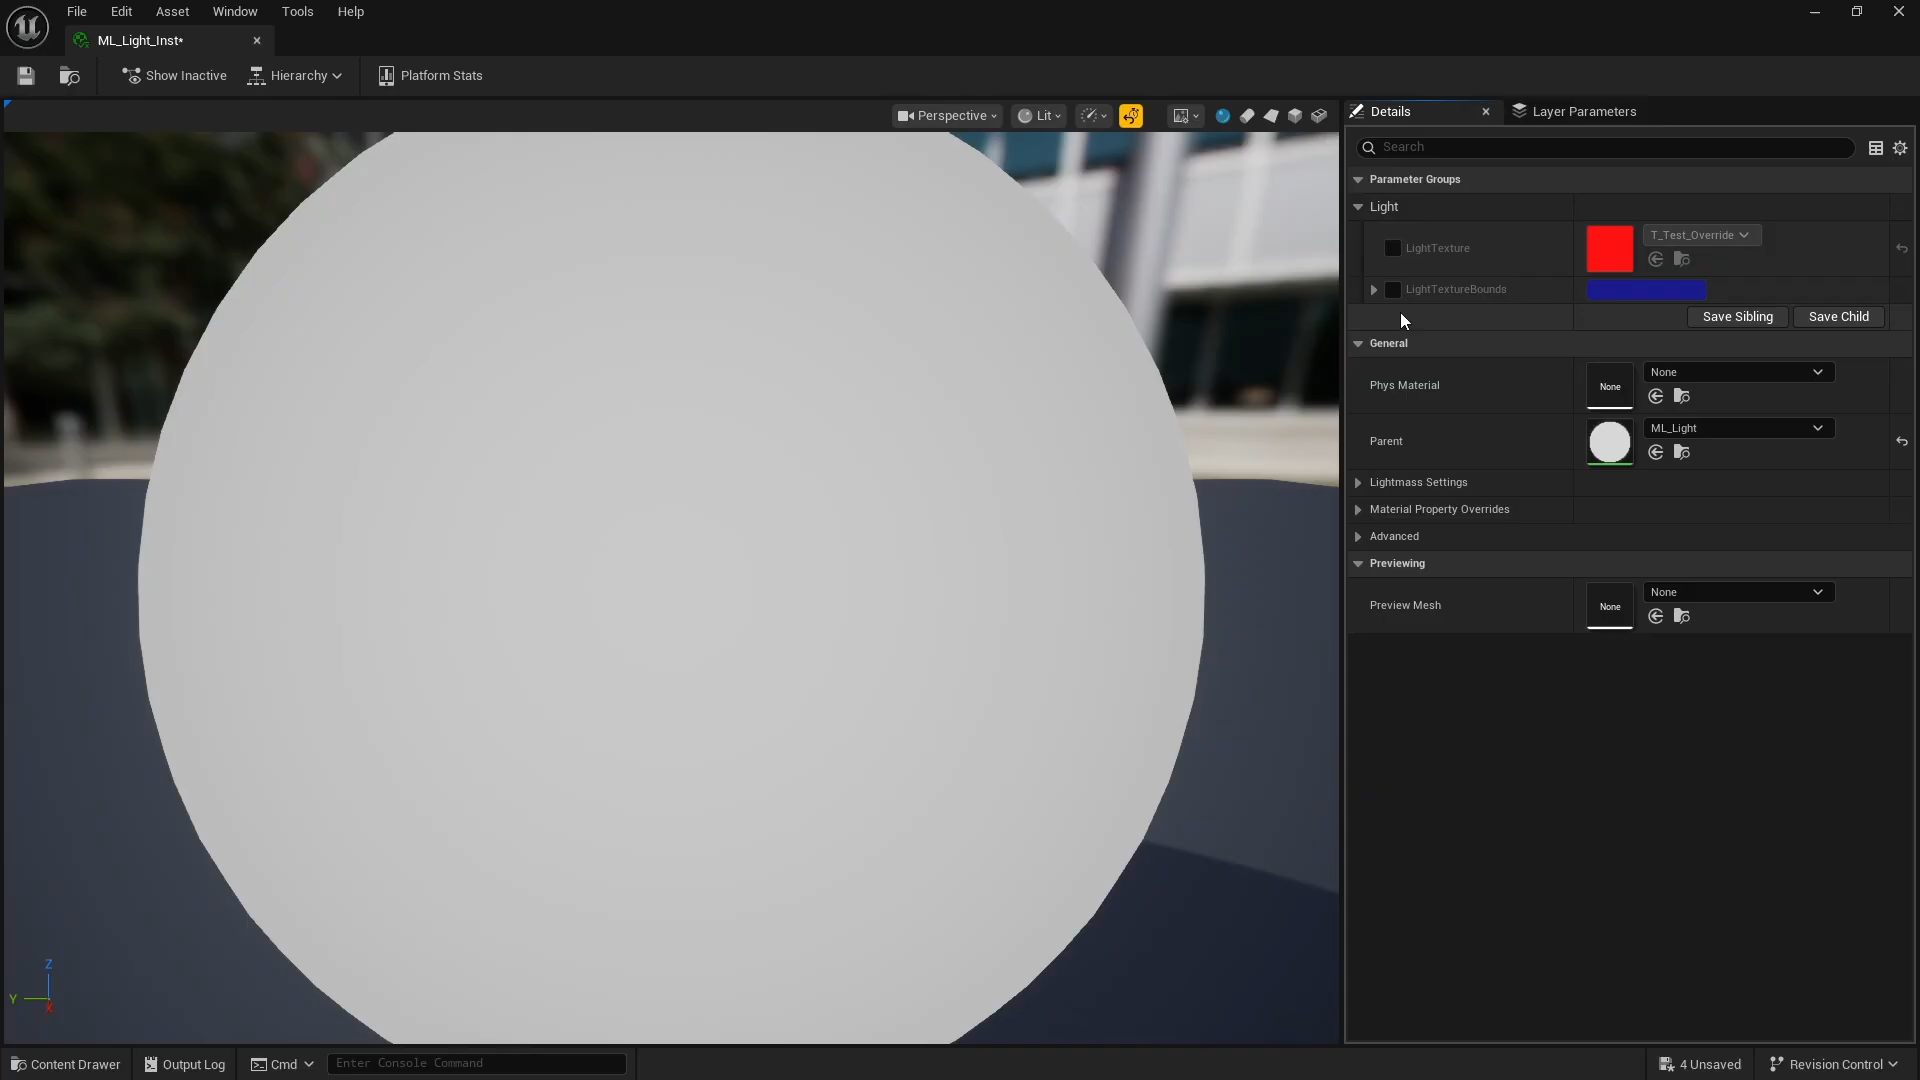 File Edit Asset Window Tools Help
ML_Light_Inst*
Show Inactive Hierarchy Platform Stats
Perspective Lit
Details Layer Parameters
Search
Parameter Groups
Light
LightTexture T_Test_Override
LightTextureBounds
Save Sibling Save Child
General
Phys Material None None
Parent ML_Light
Lightmass Settings
Material Property Overrides
Advanced
Previewing
Preview Mesh None None
Z
Y X
Content Drawer Output Log Cmd Enter Console Command 4 Unsaved Revision Control